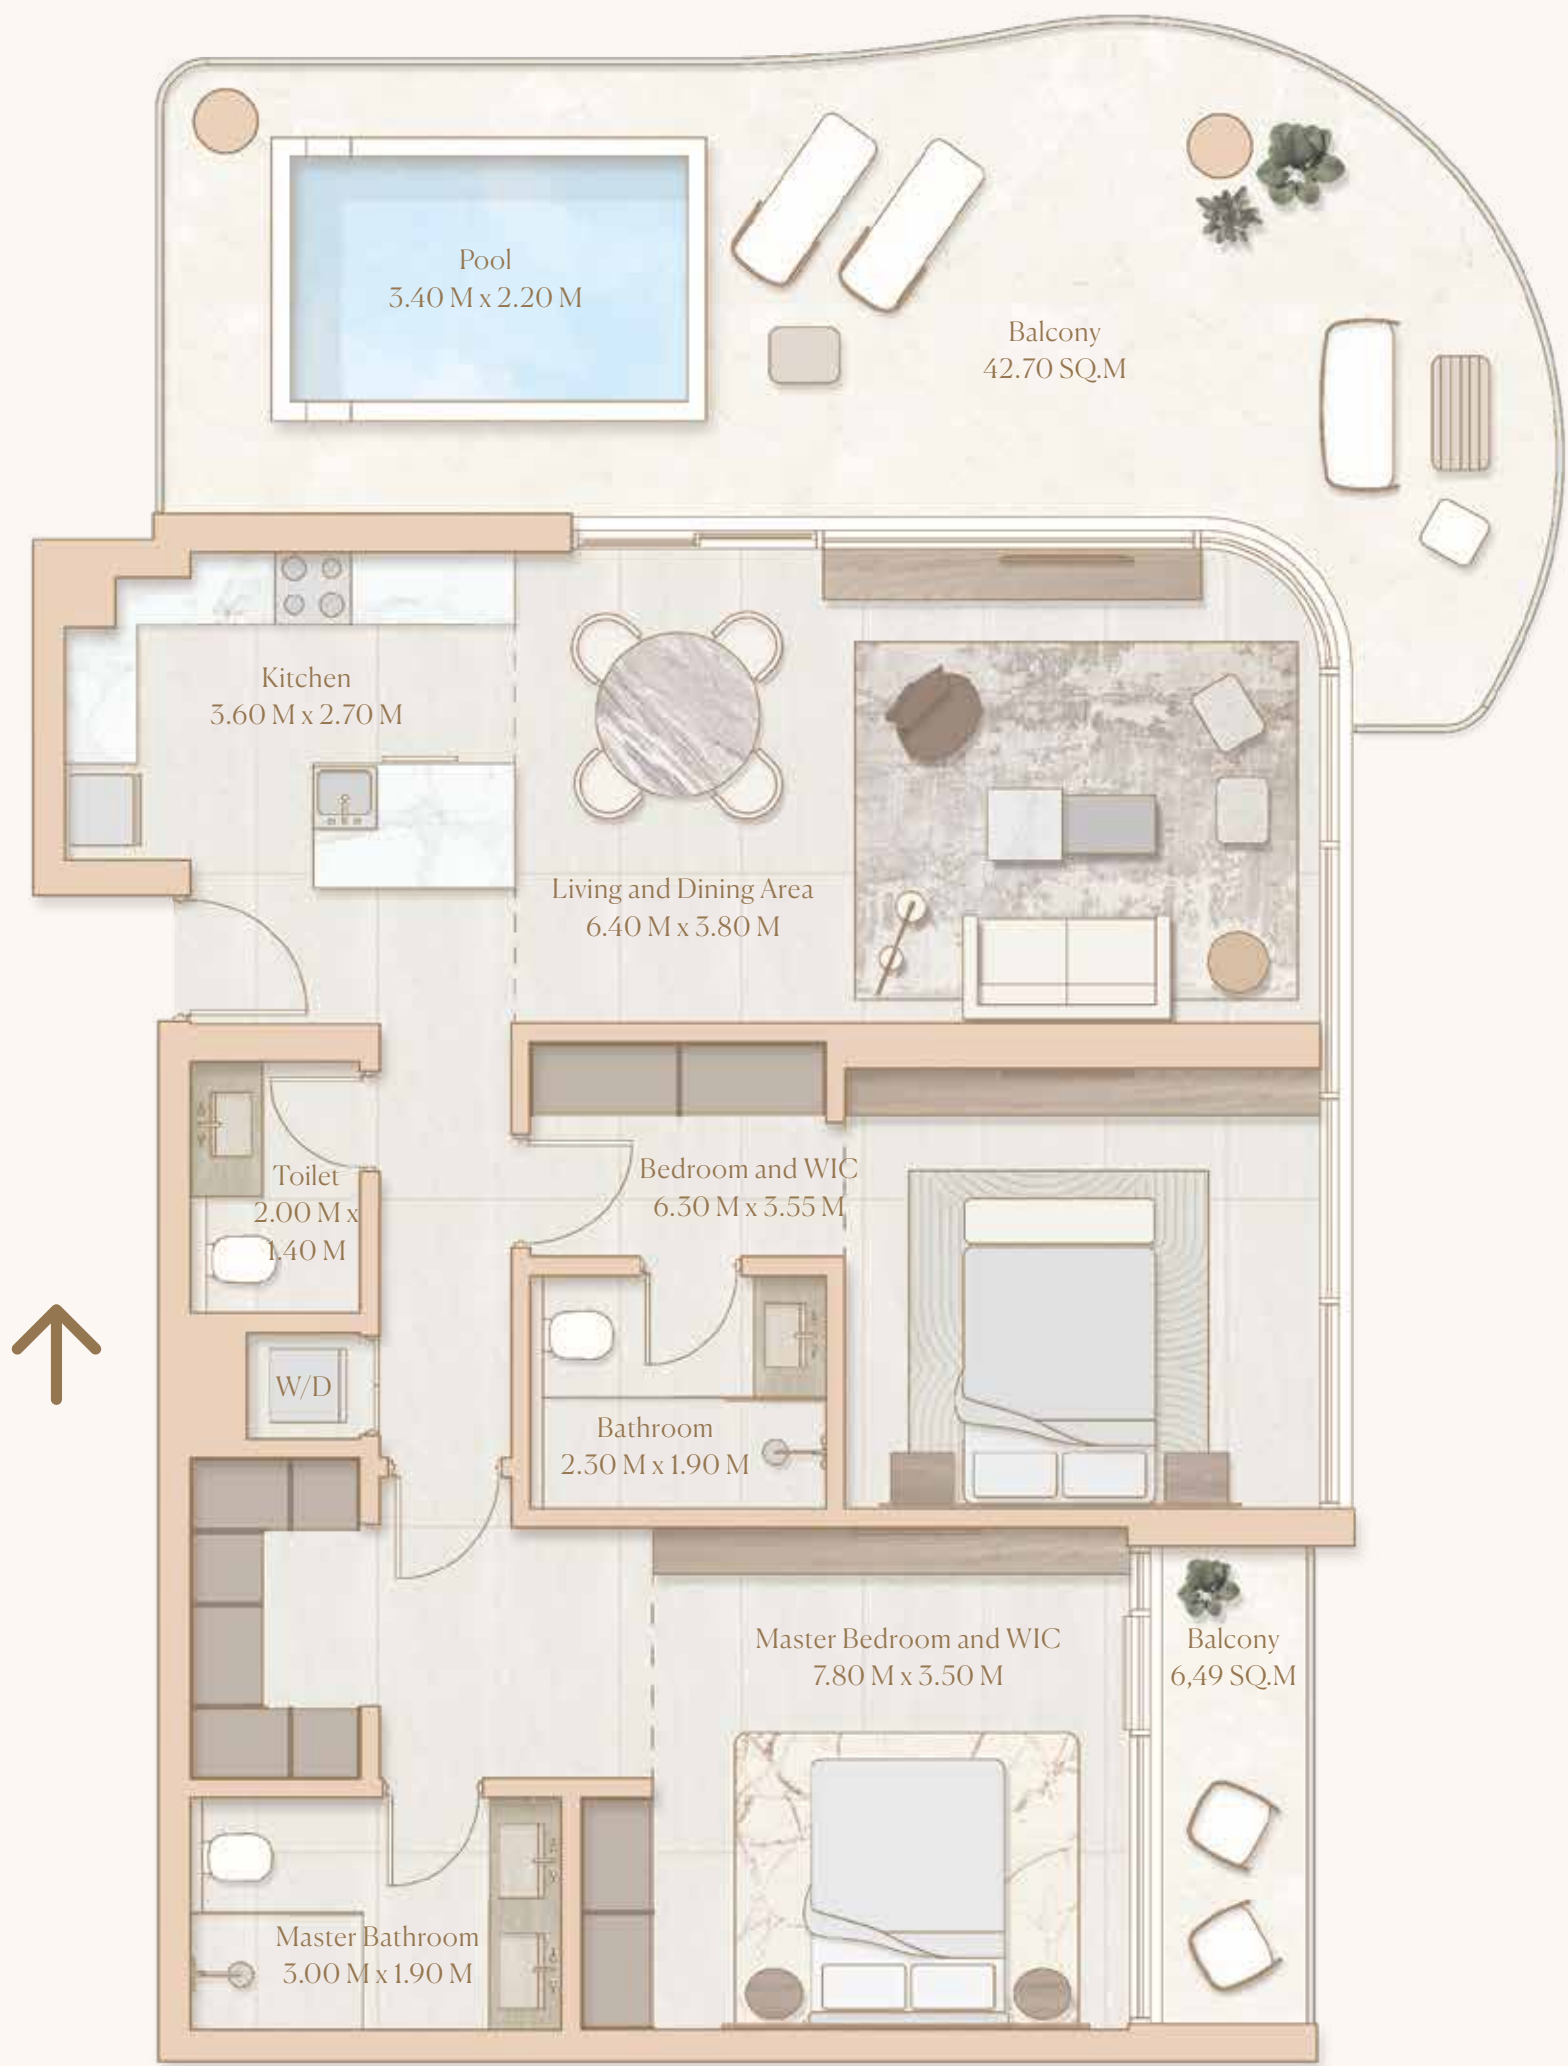 Pool
3.40 M x 2.20 M
Balcony
42.70 SQ.M
Kitchen
3.60 M x 2.70 M
Living and Dining Area
6.40 M x 3.80 M
Toilet
2.00 M x
1.40 M
Bedroom and WIC
6.30 M x 3.55 M
W/D
Bathroom
2.30 M x 1.90 M
Master Bedroom and WIC
7.80 M x 3.50 M
Balcony
6,49 SQ.M
Master Bathroom
3.00 M x 1.90 M